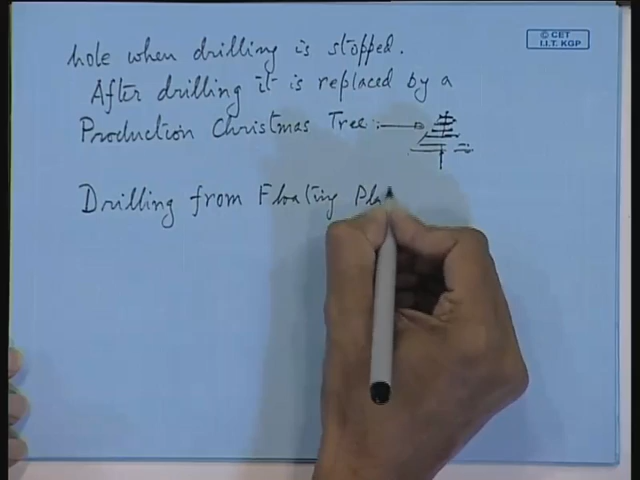 © CET
I.I.T. KGP
hole when drilling is stopped.
After drilling it is replaced by a
Production Christmas Tree :
Drilling from Floating Pla